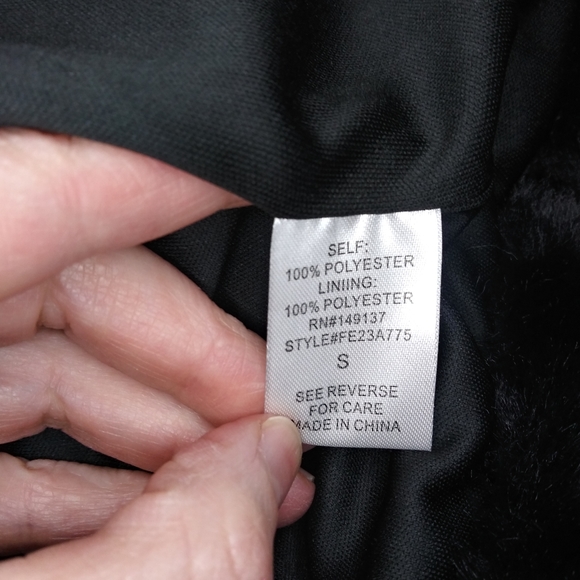 SELF:
100% POLYESTER
LINIING:
100% POLYESTER
RN#149137
STYLE#FE23A775
S
SEE REVERSE
FOR CARE
MADE IN CHINA